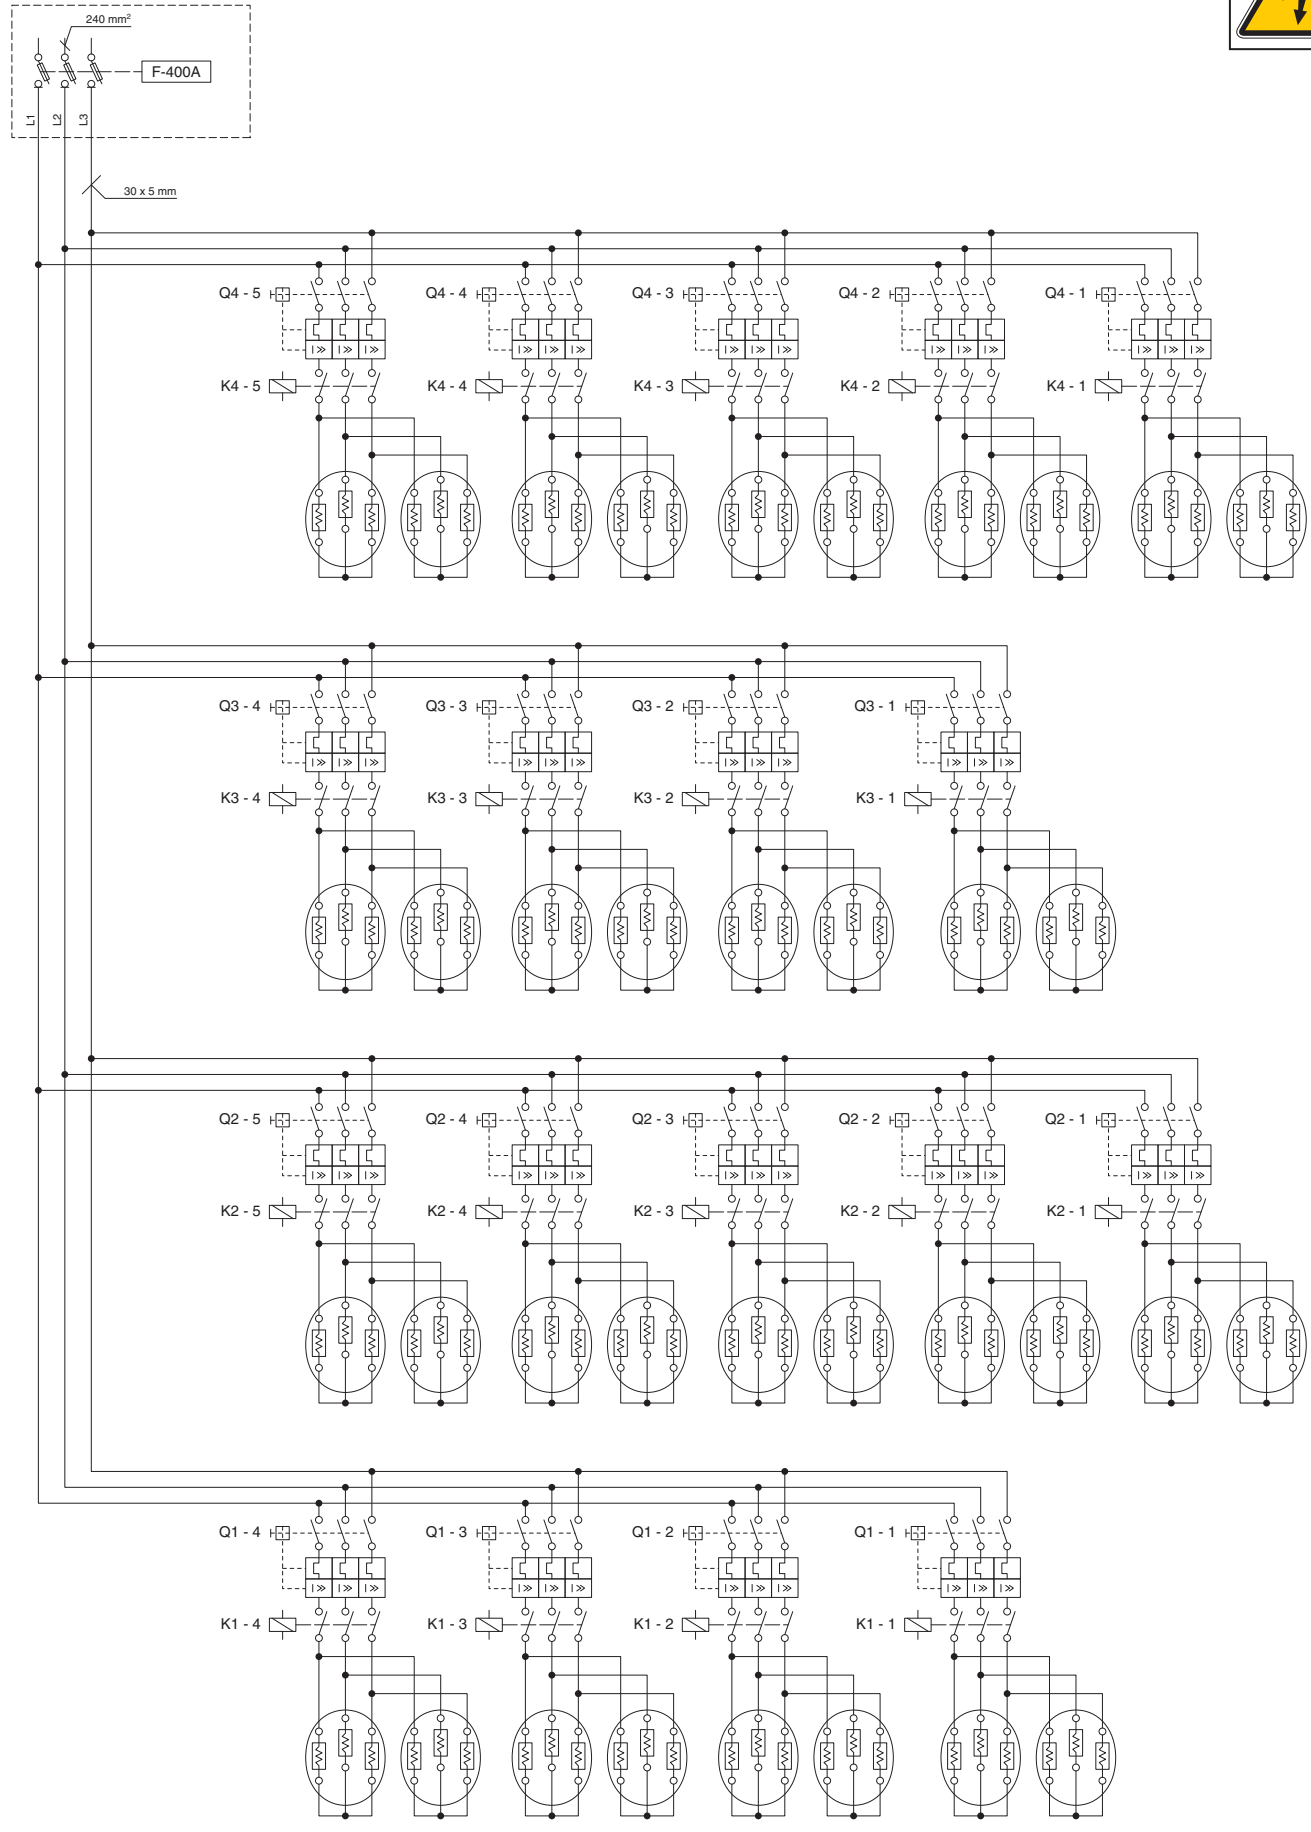 240 mm²
F-400A
L1
L2
L3
30 x 5 mm
Q4 - 5
Q4 - 4
Q4 - 3
Q4 - 2
Q4 - 1
I>> I>> I>> I>> I>> I>> I>> I>> I>> I>> I>> I>> I>> I>> I>>
K4 - 5
K4 - 4
K4 - 3
K4 - 2
K4 - 1
Q3 - 4
Q3 - 3
Q3 - 2
Q3 - 1
I>> I>> I>> I>> I>> I>> I>> I>> I>> I>> I>> I>>
K3 - 4
K3 - 3
K3 - 2
K3 - 1
Q2 - 5
Q2 - 4
Q2 - 3
Q2 - 2
Q2 - 1
I>> I>> I>> I>> I>> I>> I>> I>> I>> I>> I>> I>> I>> I>> I>>
K2 - 5
K2 - 4
K2 - 3
K2 - 2
K2 - 1
Q1 - 4
Q1 - 3
Q1 - 2
Q1 - 1
I>> I>> I>> I>> I>> I>> I>> I>> I>> I>> I>> I>>
K1 - 4
K1 - 3
K1 - 2
K1 - 1